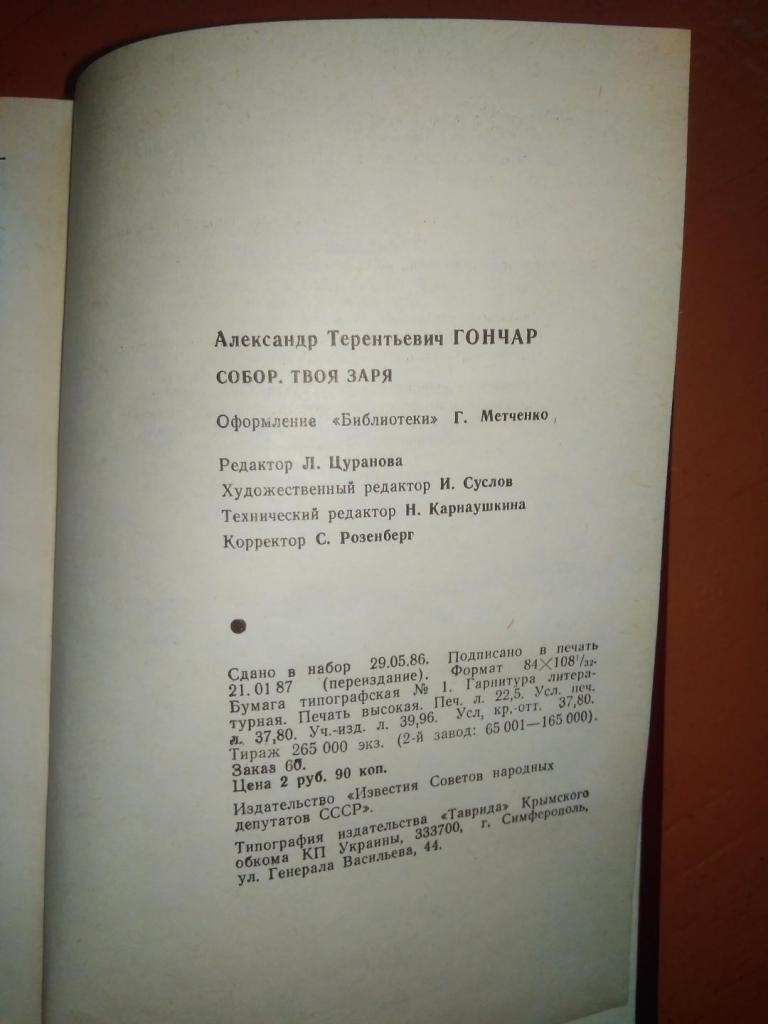 Александр Терентьевич ГОНЧАР
СОБОР. ТВОЯ ЗАРЯ
Оформление «Библиотеки» Г. Метченко
Редактор Л. Цуранова
Художественный редактор И. Суслов
Технический редактор Н. Карнаушкина
Корректор С. Розенберг
Сдано в набор 29.05.86. Подписано в печать
21.01 87 (переиздание). Формат 84×108¹/₃₂.
Бумага типографская № 1. Гарнитура литера-
турная. Печать высокая. Печ. л. 22,5. Усл. печ.
л. 37,80. Уч.-изд. л. 39,96. Усл, кр.-отт. 37,80.
Тираж 265 000 экз. (2-й завод: 65 001—165 000).
Заказ 60.
Цена 2 руб. 90 коп.
Издательство «Известия Советов народных
депутатов СССР».
Типография издательства «Таврида» Крымского
обкома КП Украины, 333700, г. Симферополь,
ул. Генерала Васильева, 44.